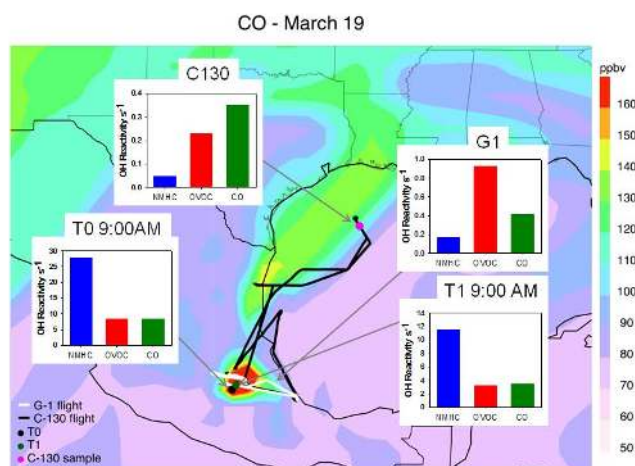 CO - March 19
ppbv
160
150
140
130
120
110
100
90
80
70
60
50
C130
OH Reactivity s-1
0.4
0.3
0.2
0.1
0.0
NMHC OVOC CO
G1
OH Reactivity s-1
1.0
0.8
0.6
0.4
0.2
0.0
NMHC OVOC CO
T0 9:00AM
OH Reactivity s-1
30
25
20
15
10
5
0
NMHC OVOC CO
T1 9:00 AM
OH Reactivity s-1
14
12
10
8
6
4
2
0
NMHC OVOC CO
G-1 flight
C-130 flight
T0
T1
C-130 sample